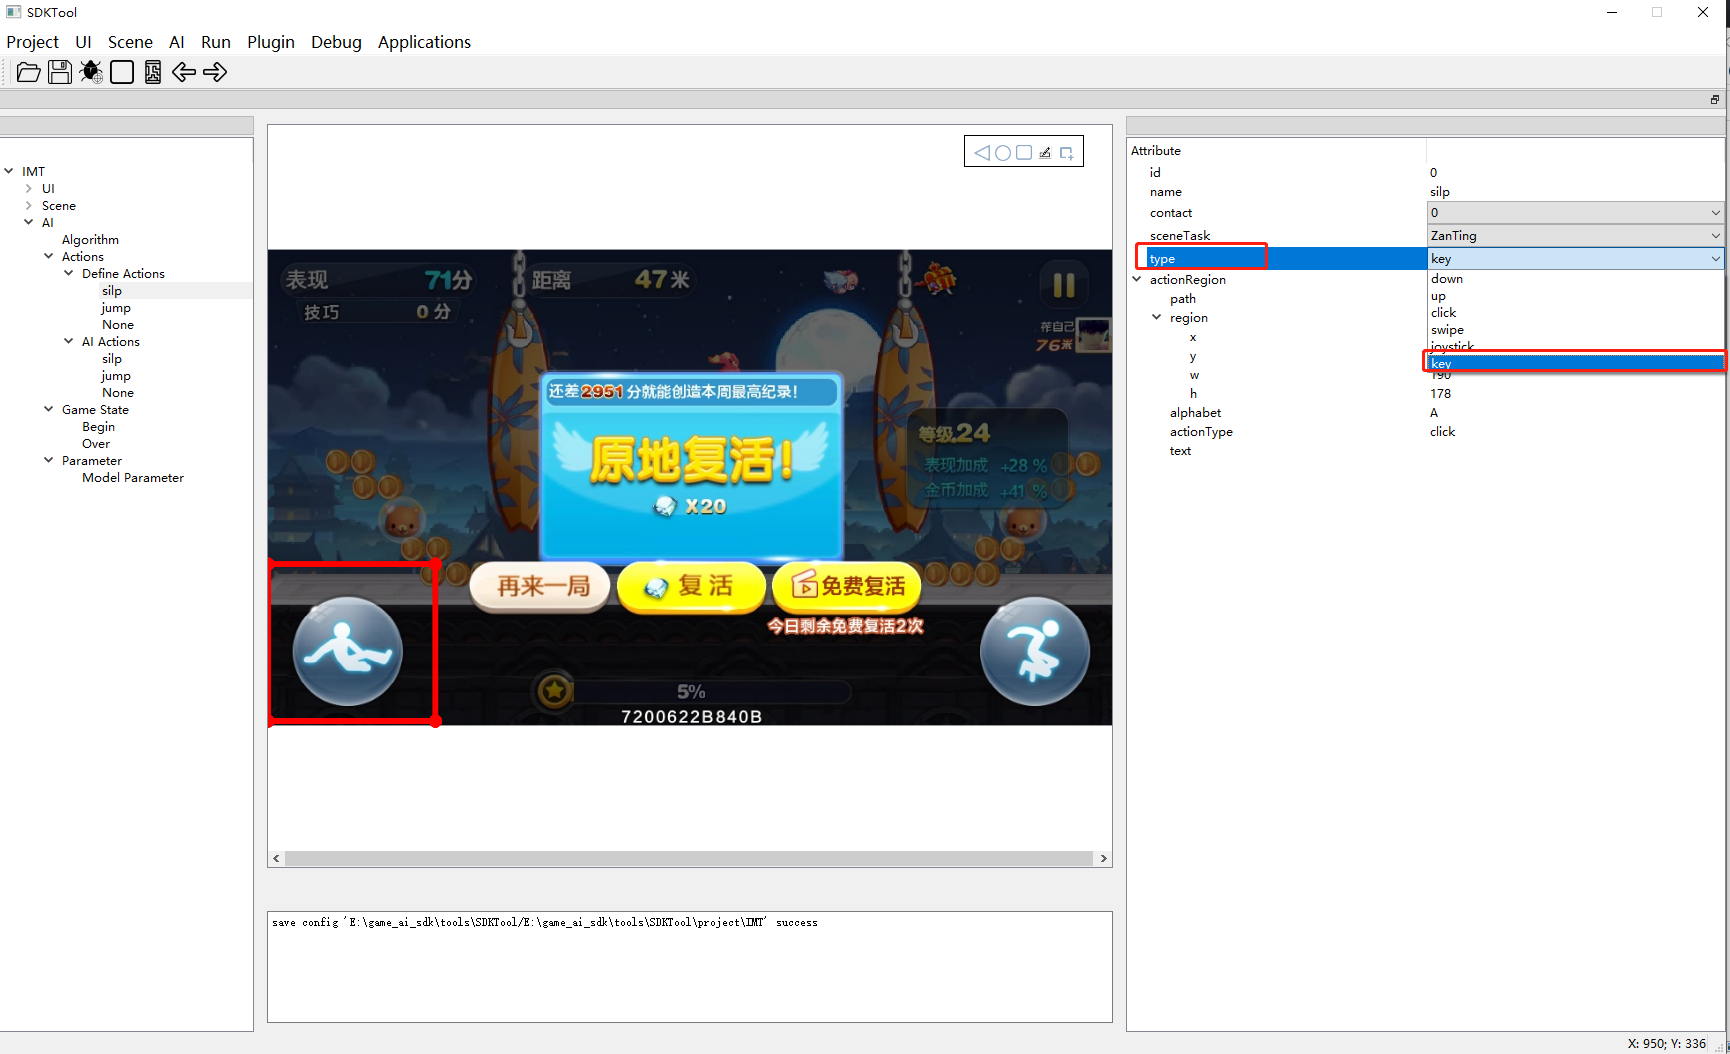 SDKTool
Project UI Scene AI Run Plugin Debug Applications
IMT
UI
Scene
AI
Algorithm
Actions
Define Actions
silp
jump
None
AI Actions
silp
jump
None
Game State
Begin
Over
Parameter
Model Parameter
表现 71分 距离 47 米
技巧 0 分
76米
还差2951分就能创造本周最高纪录!
原地复活!
X20
等级24
表现加成 +28 %
金币加成 +41 %
再来一局 复活 免费复活
今日剩余免费复活2次
5%
7200622B840B
save config 'E:\game_ai_sdk\tools\SDKTool/E:\game_ai_sdk\tools\SDKTool\project\IMT' success
Attribute
id 0
name silp
contact 0
sceneTask ZanTing
type key
down
up
click
swipe
joystick
key
actionRegion
path
region
x
y
w 190
h 178
alphabet A
actionType click
text
X: 950; Y: 336